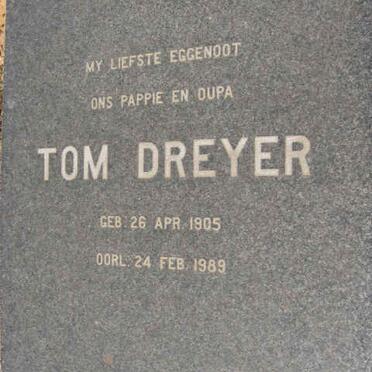 MY LIEFSTE EGGENOOT
ONS PAPPIE EN OUPA
TOM DREYER
GEB. 26 APR. 1905
OORL. 24 FEB. 1989